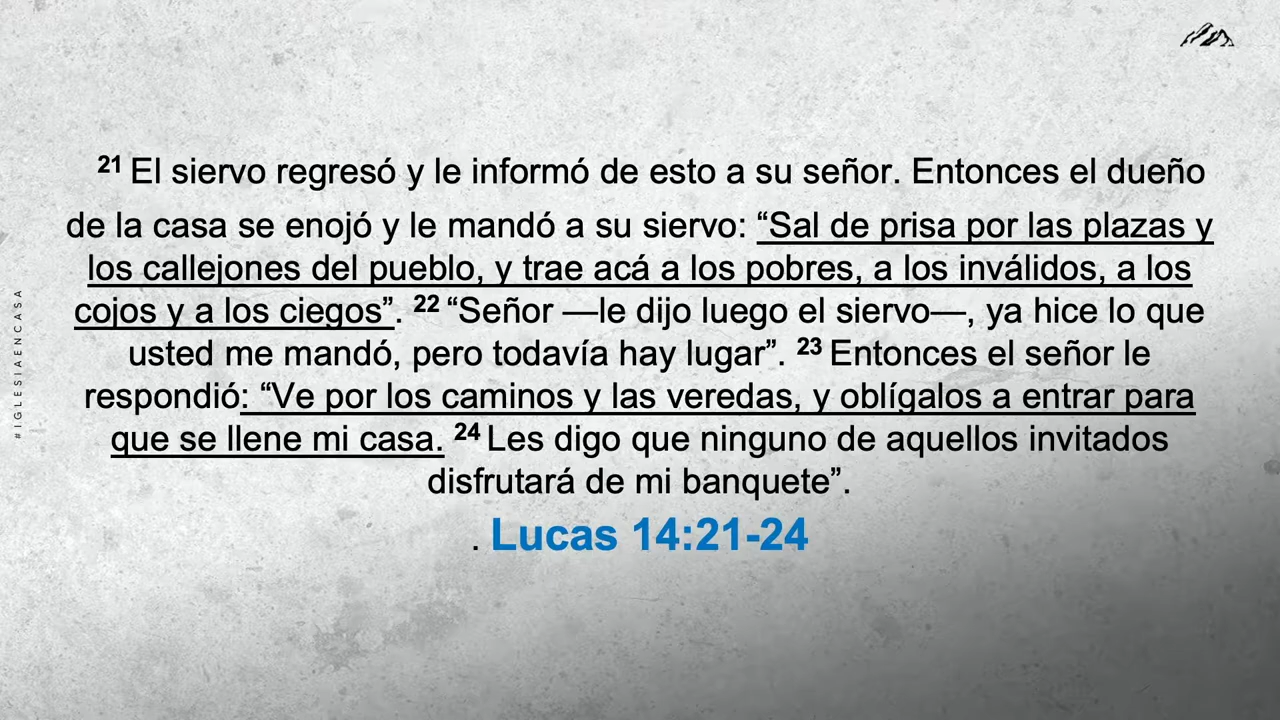 21 El siervo regresó y le informó de esto a su señor. Entonces el dueño
de la casa se enojó y le mandó a su siervo: “Sal de prisa por las plazas y
los callejones del pueblo, y trae acá a los pobres, a los inválidos, a los
cojos y a los ciegos”. 22 “Señor —le dijo luego el siervo—, ya hice lo que
usted me mandó, pero todavía hay lugar”. 23 Entonces el señor le
respondió: “Ve por los caminos y las veredas, y oblígalos a entrar para
que se llene mi casa. 24 Les digo que ninguno de aquellos invitados
disfrutará de mi banquete”.
. Lucas 14:21-24
#IGLESIAENCASA